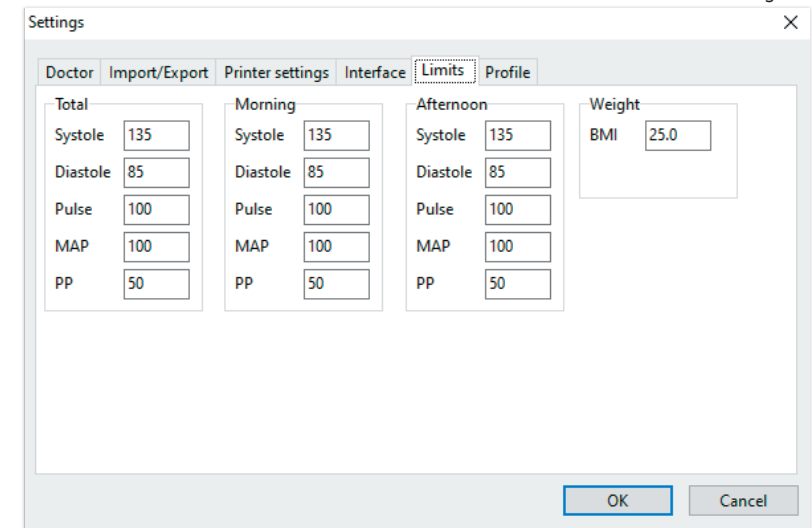 Settings
Doctor Import/Export Printer settings Interface Limits Profile
Total Morning Afternoon Weight
Systole 135 Systole 135 Systole 135 BMI 25.0
Diastole 85 Diastole 85 Diastole 85
Pulse 100 Pulse 100 Pulse 100
MAP 100 MAP 100 MAP 100
PP 50 PP 50 PP 50
OK Cancel